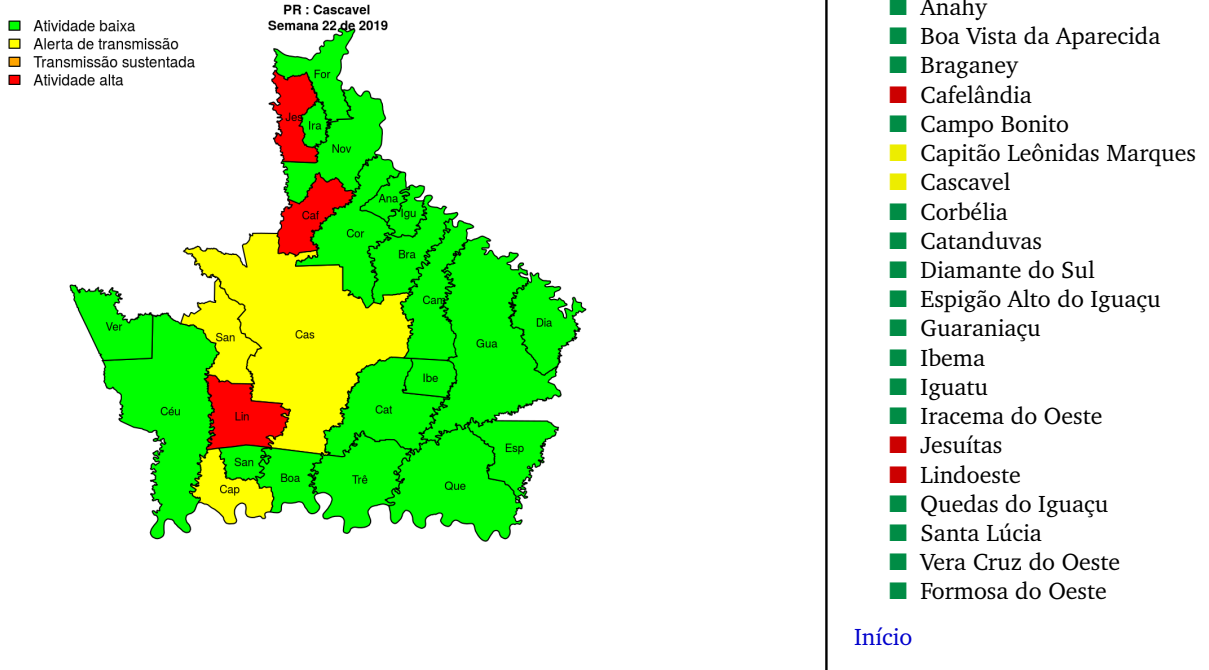 PR : Cascavel
Semana 22 de 2019
Atividade baixa
Alerta de transmissão
Transmissão sustentada
Atividade alta
For
Jes
Ira
Nov
Ana
Igu
Caf
Cor
Bra
Cam
Dia
Ver
San
Cas
Gua
Ibe
Céu
Lin
Cat
San
Esp
Cap
Boa
Trê
Que
Anahy
Boa Vista da Aparecida
Braganey
Cafelândia
Campo Bonito
Capitão Leônidas Marques
Cascavel
Corbélia
Catanduvas
Diamante do Sul
Espigão Alto do Iguaçu
Guaraniaçu
Ibema
Iguatu
Iracema do Oeste
Jesuítas
Lindoeste
Quedas do Iguaçu
Santa Lúcia
Vera Cruz do Oeste
Formosa do Oeste
Início